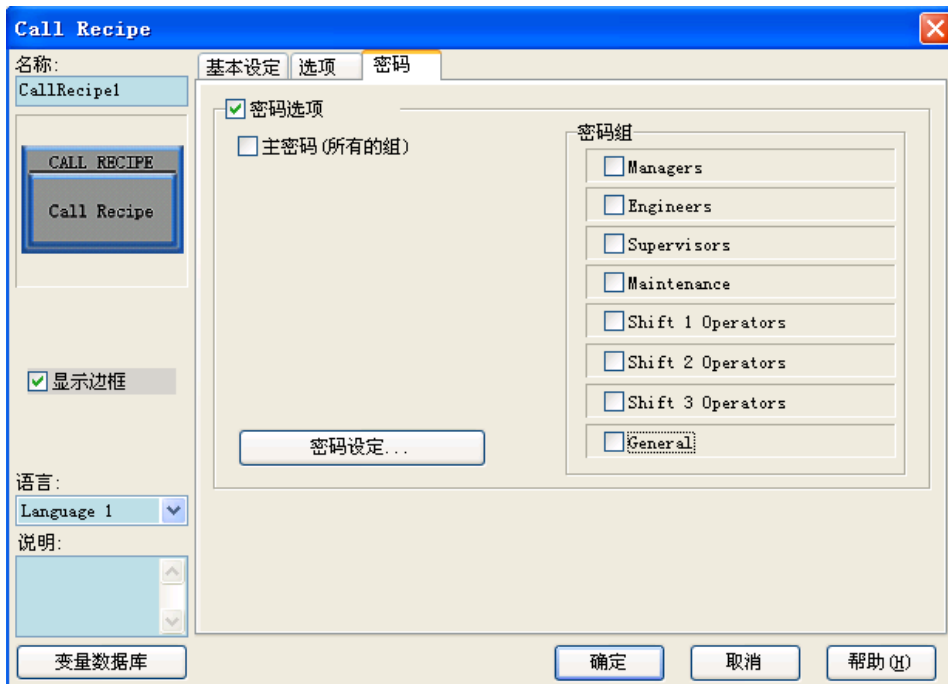 Call Recipe
名称:
CallRecipe1
CALL RECIPE
Call Recipe
显示边框
语言:
Language 1
说明:
变量数据库
基本设定 选项 密码
密码选项
主密码(所有的组)
密码设定...
密码组
Managers
Engineers
Supervisors
Maintenance
Shift 1 Operators
Shift 2 Operators
Shift 3 Operators
General
确定 取消 帮助(H)